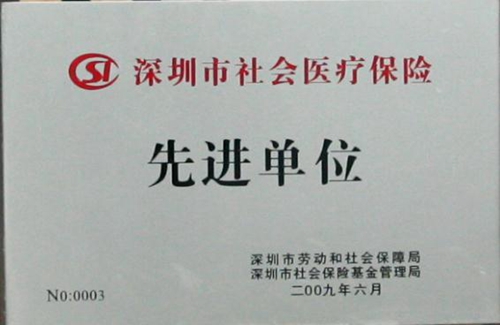 SI 深圳市社会医疗保险
先进单位
深圳市劳动和社会保障局
深圳市社会保险基金管理局
二00九年六月
N0:0003